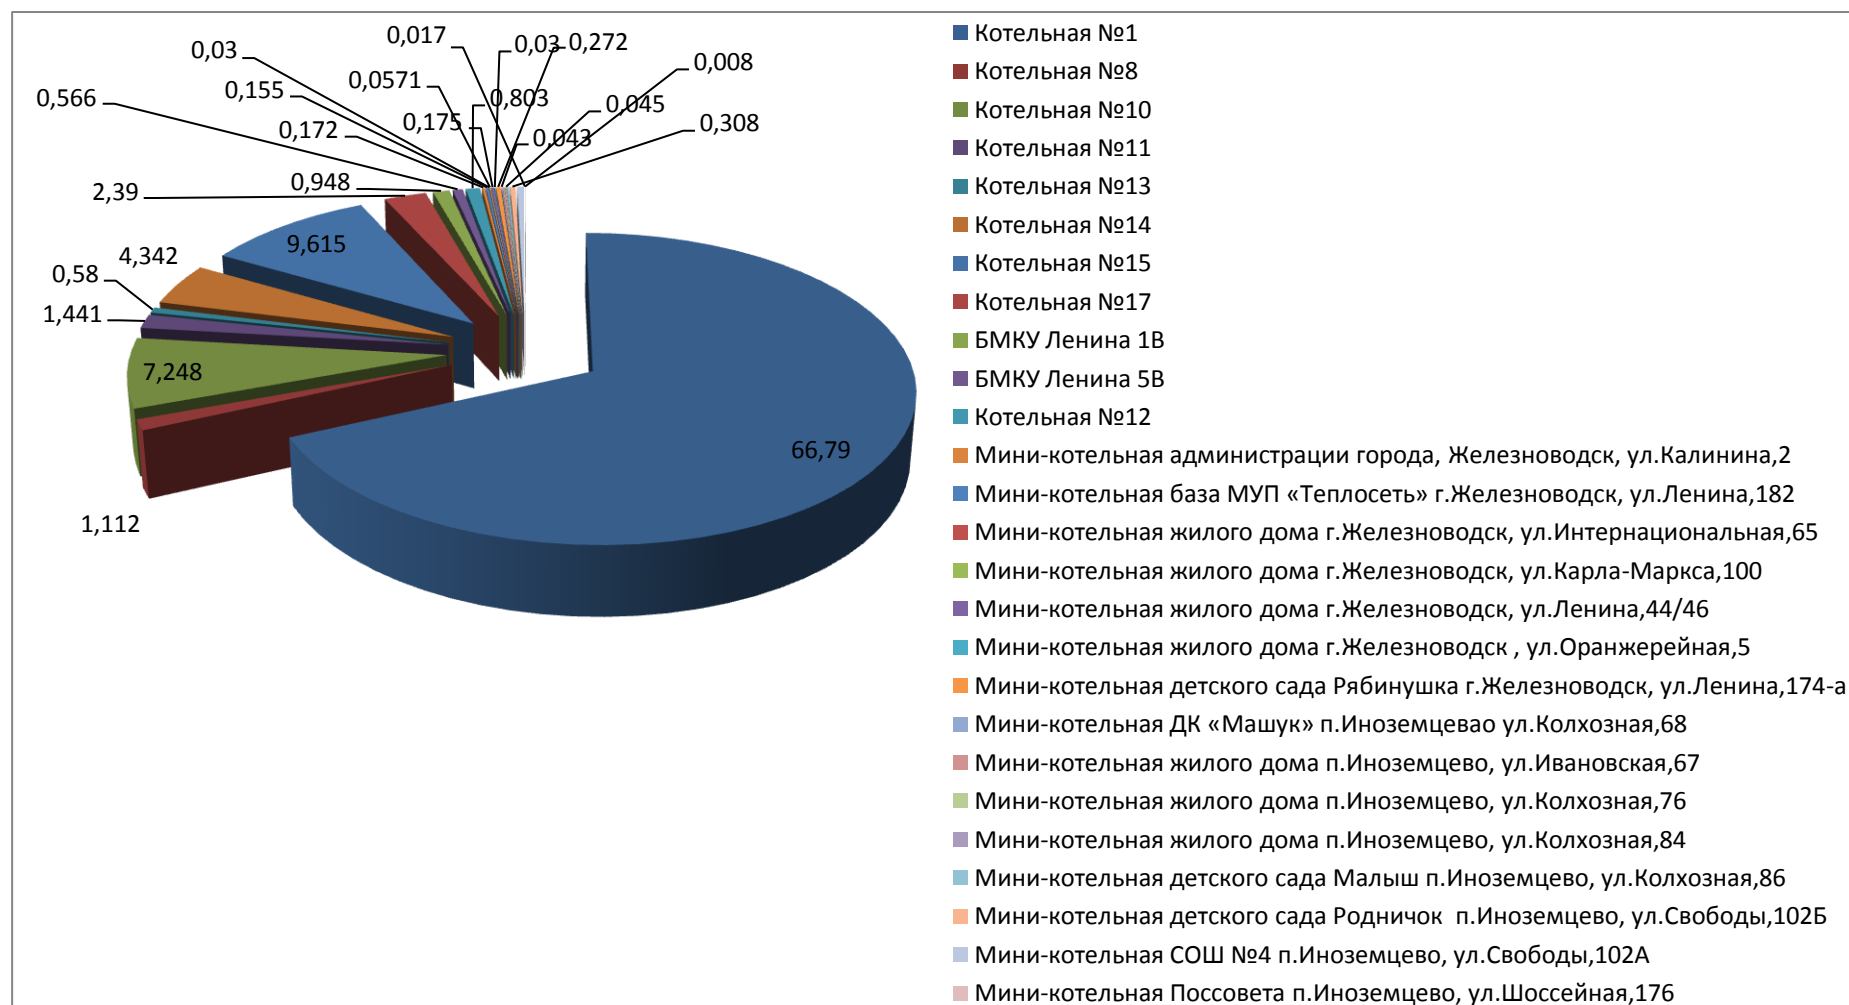 0,017
0,03
0,272
0,03
0,008
0,0571
0,155
0,566
0,803
0,045
0,175
0,308
0,172
0,043
0,948
2,39
9,615
4,342
0,58
1,441
7,248
66,79
1,112
Котельная №1
Котельная №8
Котельная №10
Котельная №11
Котельная №13
Котельная №14
Котельная №15
Котельная №17
БМКУ Ленина 1В
БМКУ Ленина 5В
Котельная №12
Мини-котельная администрации города, Железноводск, ул.Калинина,2
Мини-котельная база МУП «Теплосеть» г.Железноводск, ул.Ленина,182
Мини-котельная жилого дома г.Железноводск, ул.Интернациональная,65
Мини-котельная жилого дома г.Железноводск, ул.Карла-Маркса,100
Мини-котельная жилого дома г.Железноводск, ул.Ленина,44/46
Мини-котельная жилого дома г.Железноводск , ул.Оранжерейная,5
Мини-котельная детского сада Рябинушка г.Железноводск, ул.Ленина,174-а
Мини-котельная ДК «Машук» п.Иноземцевао ул.Колхозная,68
Мини-котельная жилого дома п.Иноземцево, ул.Ивановская,67
Мини-котельная жилого дома п.Иноземцево, ул.Колхозная,76
Мини-котельная жилого дома п.Иноземцево, ул.Колхозная,84
Мини-котельная детского сада Малыш п.Иноземцево, ул.Колхозная,86
Мини-котельная детского сада Родничок  п.Иноземцево, ул.Свободы,102Б
Мини-котельная СОШ №4 п.Иноземцево, ул.Свободы,102А
Мини-котельная Поссовета п.Иноземцево, ул.Шоссейная,176